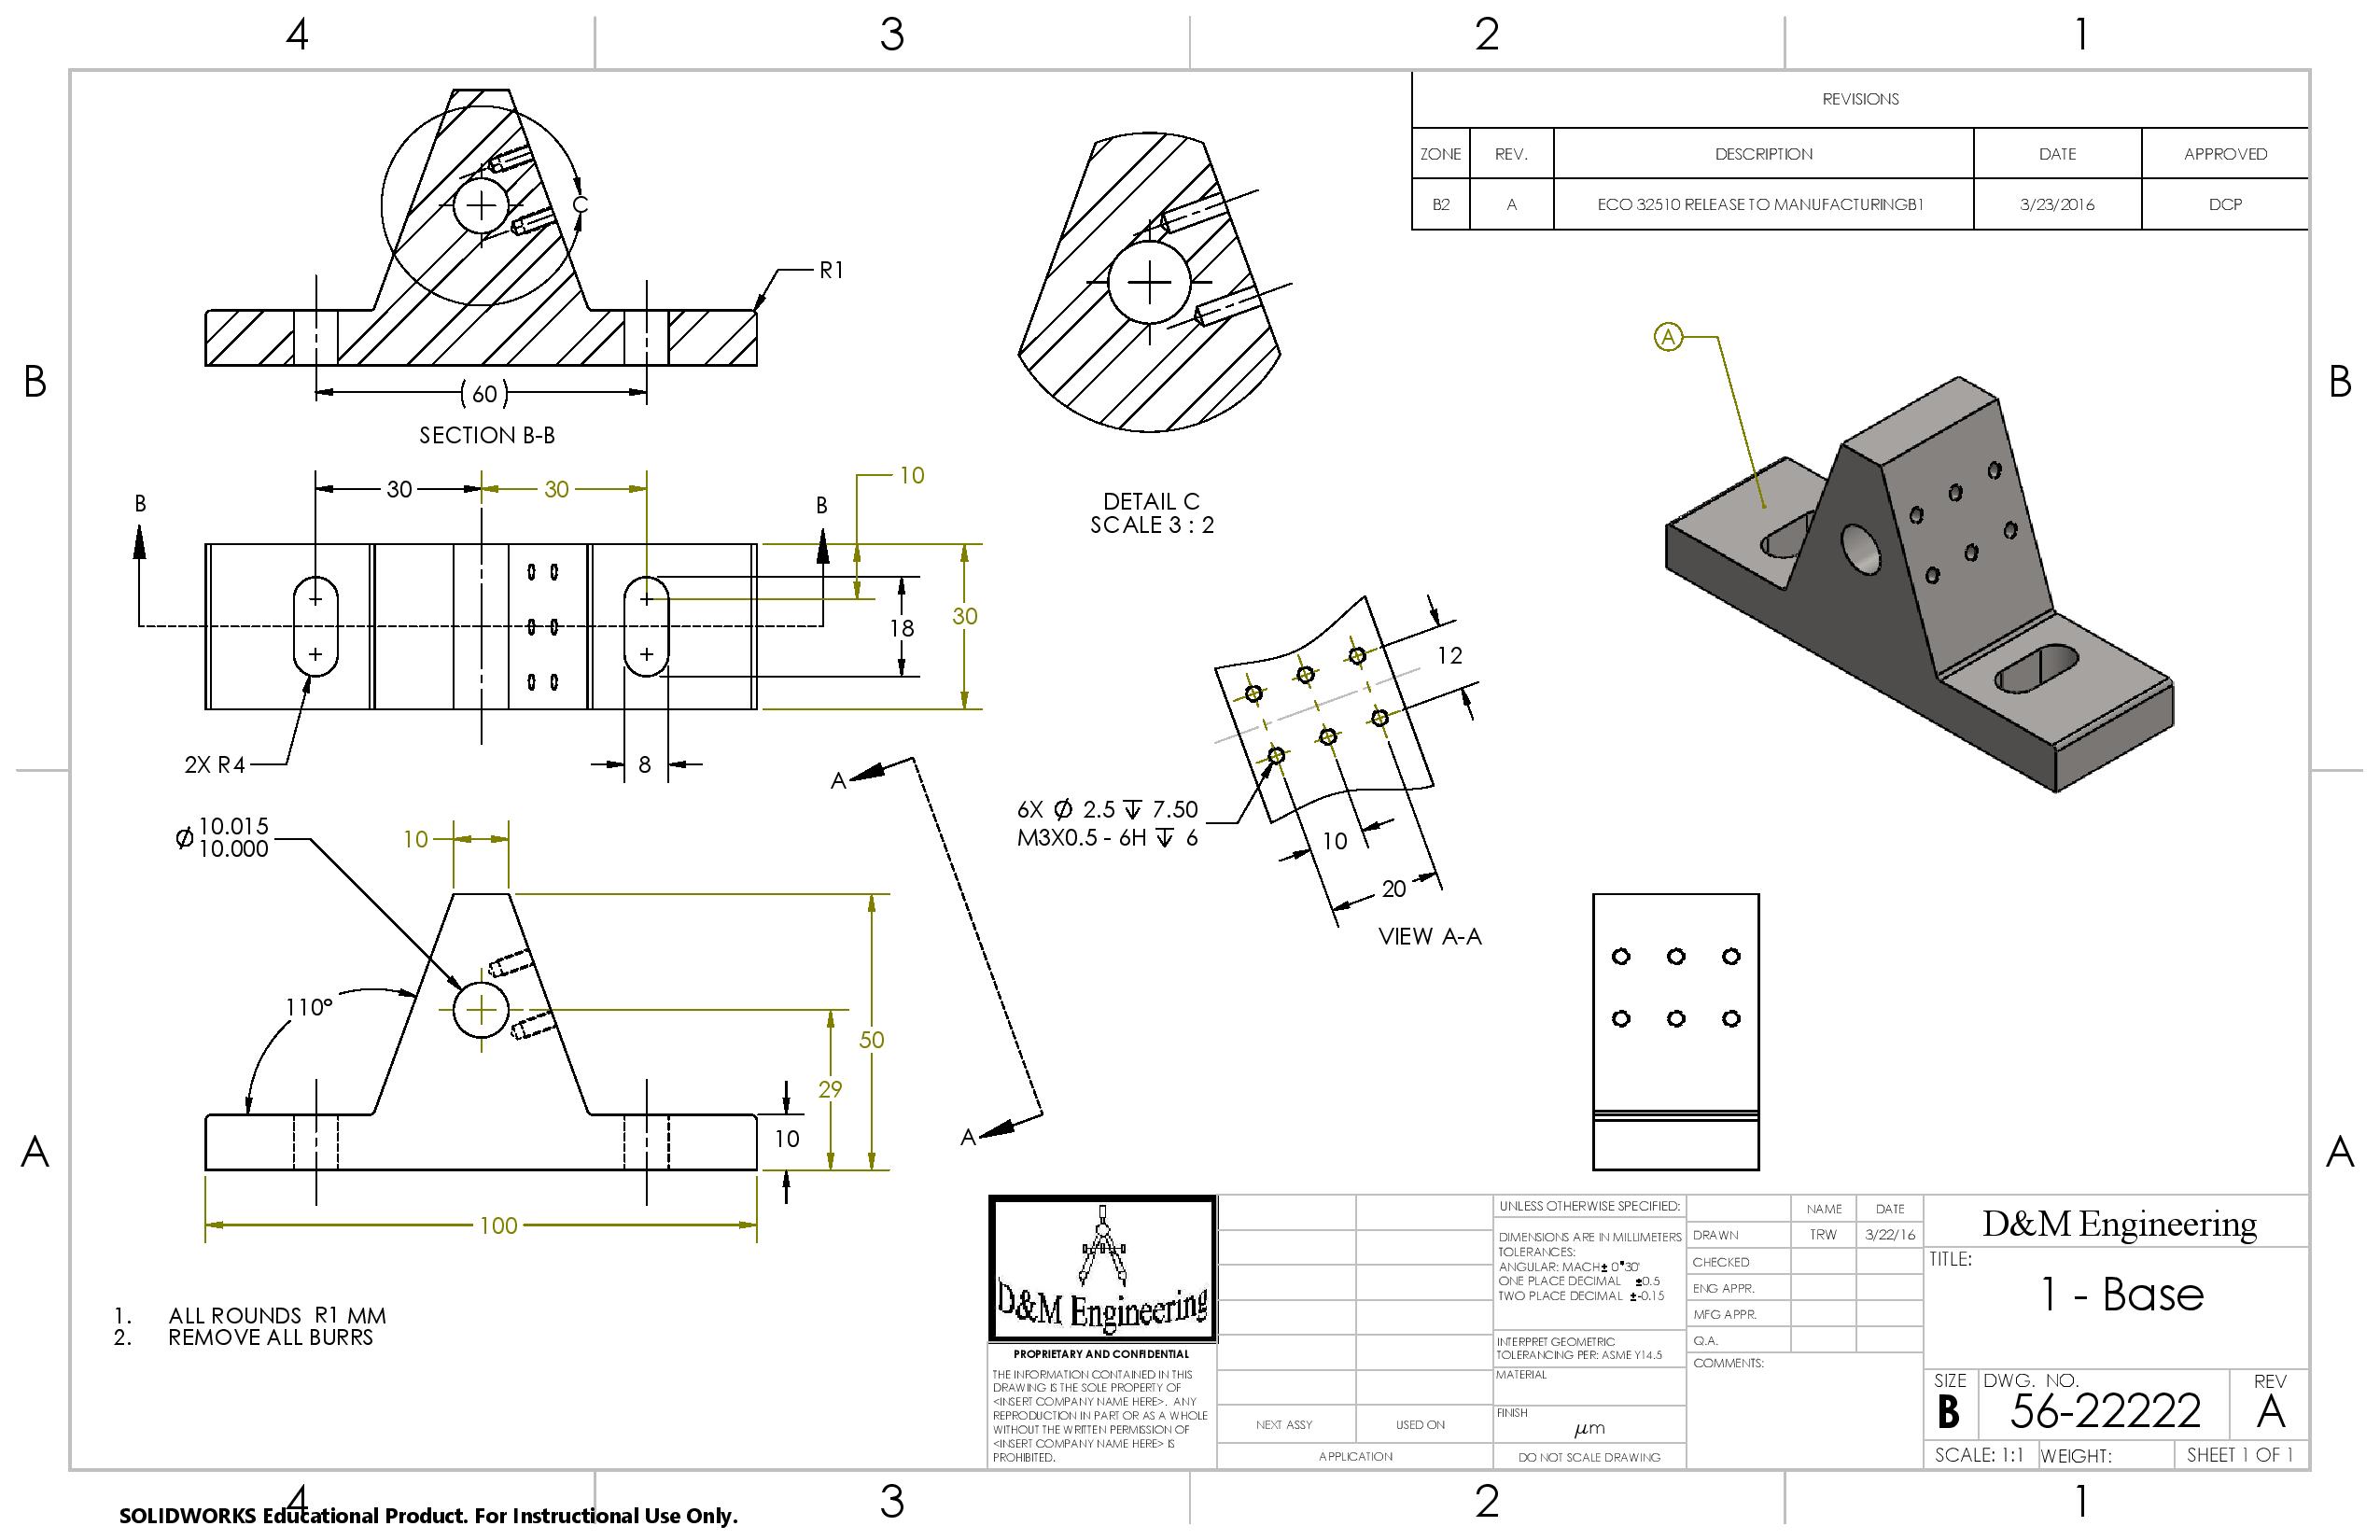 4 3 2 1
REVISIONS
ZONE REV. DESCRIPTION DATE APPROVED
B2 A ECO 32510 RELEASE TO MANUFACTURINGB1 3/23/2016 DCP
C
R1
(60)
SECTION B-B
DETAIL C
SCALE 3 : 2
A
B B
B B
30 30 10
18 30
2X R4
8
12
6X Ø 2.5 ↧ 7.50
M3X0.5 - 6H ↧ 6
10
20
VIEW A-A
A
A
Ø 10.015
10.000
10
110°
50
29
10
100
A A
1. ALL ROUNDS R1 MM
2. REMOVE ALL BURRS
D&M Engineering
PROPRIETARY AND CONFIDENTIAL
THE INFORMATION CONTAINED IN THIS
DRAWING IS THE SOLE PROPERTY OF
<INSERT COMPANY NAME HERE>. ANY
REPRODUCTION IN PART OR AS A WHOLE
WITHOUT THE WRITTEN PERMISSION OF
<INSERT COMPANY NAME HERE> IS
PROHIBITED.
NEXT ASSY USED ON
APPLICATION
UNLESS OTHERWISE SPECIFIED:
DIMENSIONS ARE IN MILLIMETERS
TOLERANCES:
ANGULAR: MACH± 0°30'
ONE PLACE DECIMAL ±0.5
TWO PLACE DECIMAL ±-0.15
INTERPRET GEOMETRIC
TOLERANCING PER: ASME Y14.5
MATERIAL
FINISH
µm
DO NOT SCALE DRAWING
NAME DATE
DRAWN TRW 3/22/16
CHECKED
ENG APPR.
MFG APPR.
Q.A.
COMMENTS:
D&M Engineering
TITLE:
1 - Base
SIZE DWG. NO. REV
B 56-22222 A
SCALE: 1:1 WEIGHT: SHEET 1 OF 1
4 3 2 1
SOLIDWORKS Educational Product. For Instructional Use Only.